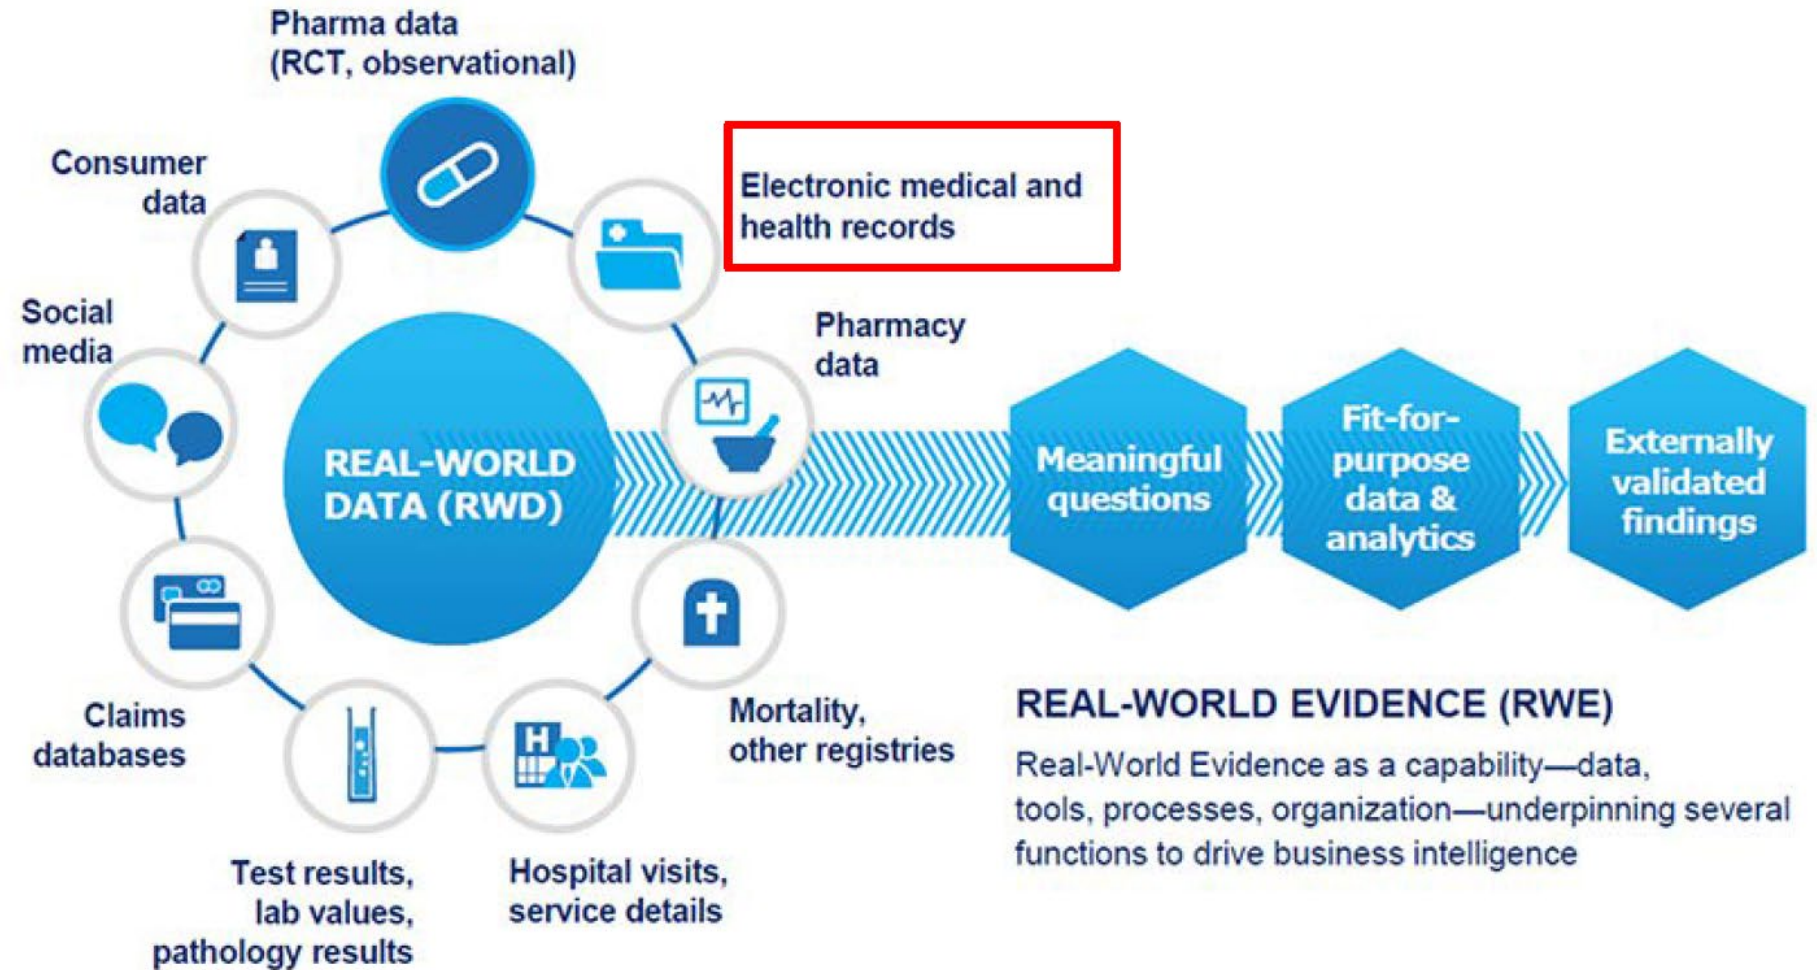 Pharma data
(RCT, observational)
Consumer
data
Electronic medical and
health records
Social
media
Pharmacy
data
REAL-WORLD
DATA (RWD)
Meaningful
questions
Fit-for-
purpose
data &
analytics
Externally
validated
findings
Claims
databases
Mortality,
other registries
H
Test results,
lab values,
pathology results
Hospital visits,
service details
REAL-WORLD EVIDENCE (RWE)
Real-World Evidence as a capability—data,
tools, processes, organization—underpinning several
functions to drive business intelligence